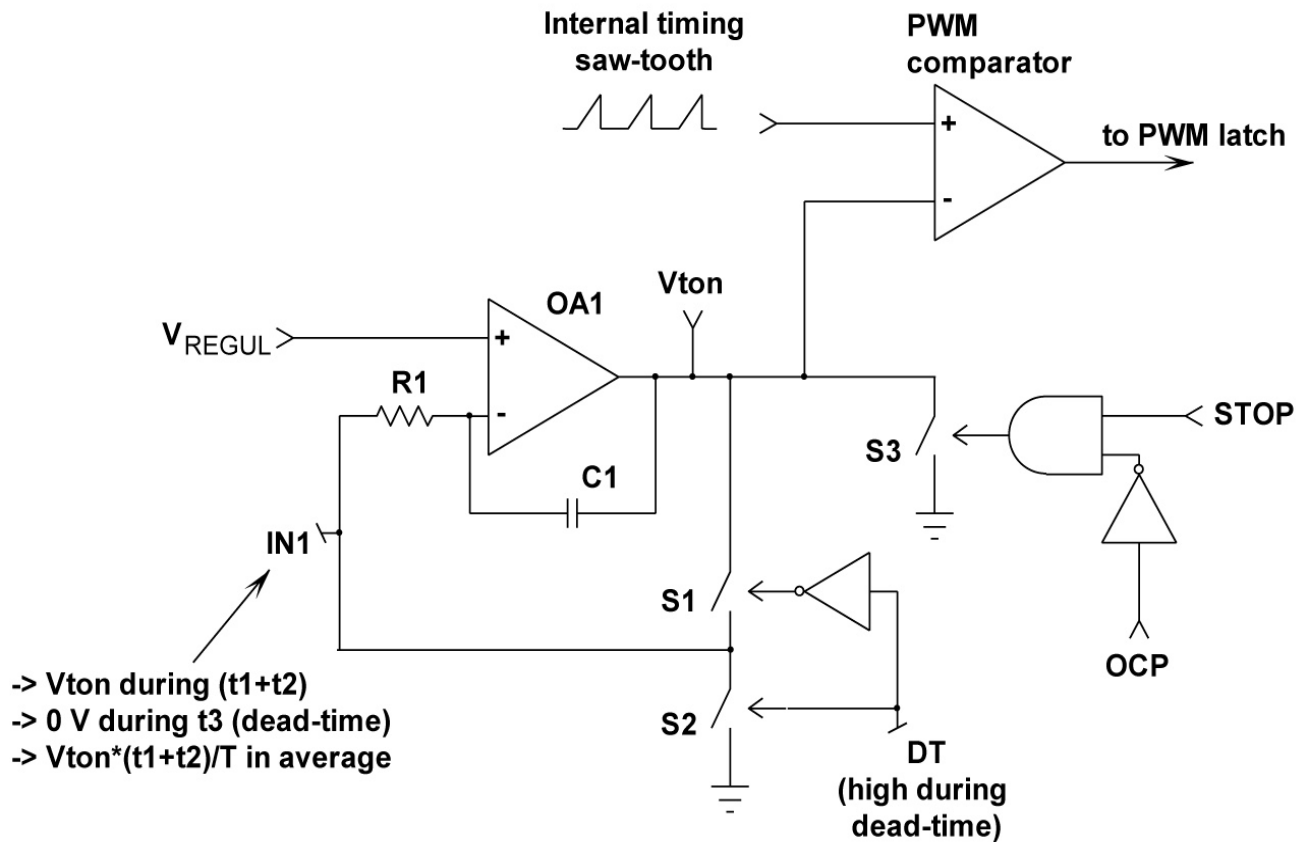 Internal timing
saw-tooth
PWM
comparator
+
-
to PWM latch
Vton
OA1
VREGUL
+
-
R1
C1
S3
STOP
OCP
IN1
S1
S2
DT
(high during
dead-time)
-> Vton during (t1+t2)
-> 0 V during t3 (dead-time)
-> Vton*(t1+t2)/T in average